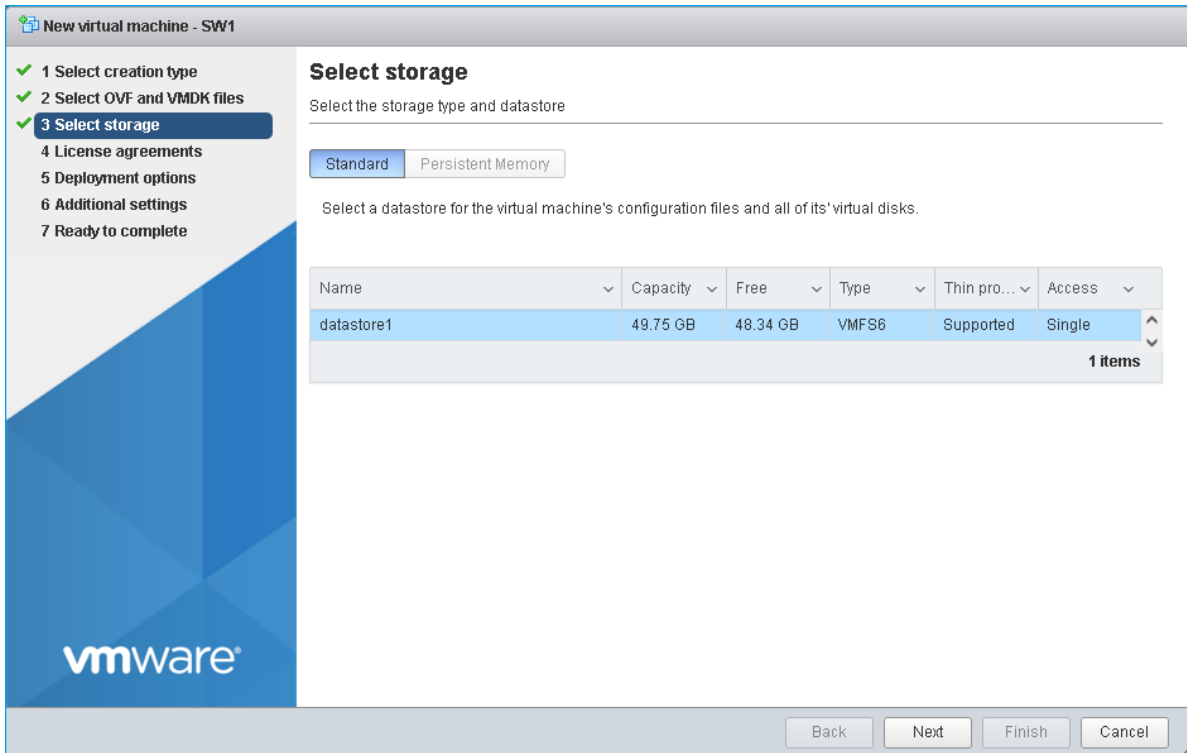 New virtual machine - SW1
1 Select creation type
2 Select OVF and VMDK files
3 Select storage
4 License agreements
5 Deployment options
6 Additional settings
7 Ready to complete
vmware®
Select storage
Select the storage type and datastore
Standard Persistent Memory
Select a datastore for the virtual machine's configuration files and all of its' virtual disks.
Name Capacity Free Type Thin pro... Access
datastore1 49.75 GB 48.34 GB VMFS6 Supported Single
1 items
Back Next Finish Cancel